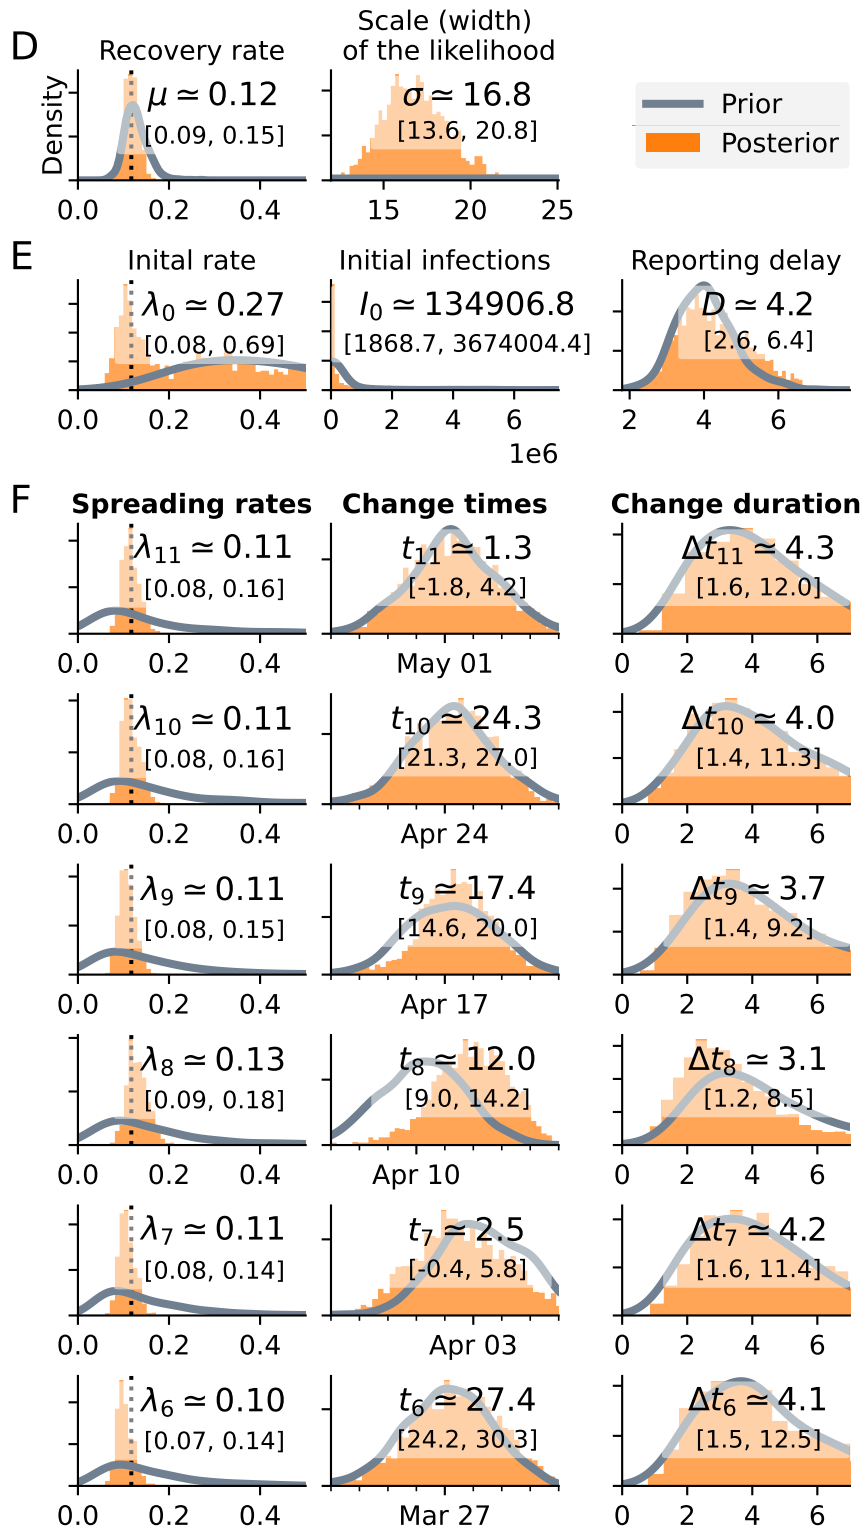 D
Recovery rate
Scale (width)
of the likelihood
Density
μ ≃ 0.12
[0.09, 0.15]
0.0 0.2 0.4
σ ≃ 16.8
[13.6, 20.8]
15 20 25
Prior
Posterior
E
Inital rate
λ0 ≃ 0.27
[0.08, 0.69]
0.0 0.2 0.4
Initial infections
I0 ≃ 134906.8
[1868.7, 3674004.4]
0 2 4 6
1e6
Reporting delay
D ≃ 4.2
[2.6, 6.4]
2 4 6
F
Spreading rates Change times Change duration
λ11 ≃ 0.11
[0.08, 0.16]
0.0 0.2 0.4
t11 ≃ 1.3
[-1.8, 4.2]
May 01
Δt11 ≃ 4.3
[1.6, 12.0]
0 2 4 6
λ10 ≃ 0.11
[0.08, 0.16]
0.0 0.2 0.4
t10 ≃ 24.3
[21.3, 27.0]
Apr 24
Δt10 ≃ 4.0
[1.4, 11.3]
0 2 4 6
λ9 ≃ 0.11
[0.08, 0.15]
0.0 0.2 0.4
t9 ≃ 17.4
[14.6, 20.0]
Apr 17
Δt9 ≃ 3.7
[1.4, 9.2]
0 2 4 6
λ8 ≃ 0.13
[0.09, 0.18]
0.0 0.2 0.4
t8 ≃ 12.0
[9.0, 14.2]
Apr 10
Δt8 ≃ 3.1
[1.2, 8.5]
0 2 4 6
λ7 ≃ 0.11
[0.08, 0.14]
0.0 0.2 0.4
t7 ≃ 2.5
[-0.4, 5.8]
Apr 03
Δt7 ≃ 4.2
[1.6, 11.4]
0 2 4 6
λ6 ≃ 0.10
[0.07, 0.14]
0.0 0.2 0.4
t6 ≃ 27.4
[24.2, 30.3]
Mar 27
Δt6 ≃ 4.1
[1.5, 12.5]
0 2 4 6